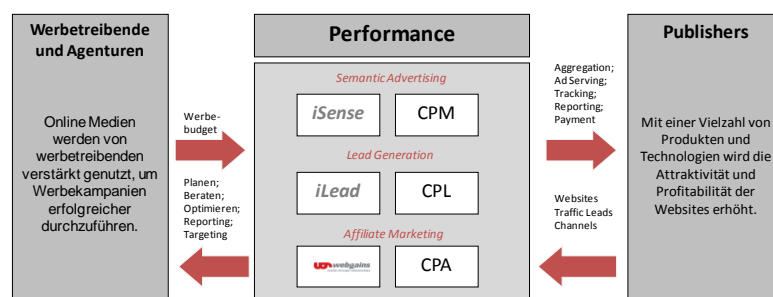 Werbetreibende
und Agenturen
Online Medien
werden von
werbetreibenden
verstärkt genutzt, um
Werbekampanien
erfolgreicher
durchzuführen.
Werbe-
budget
Planen;
Beraten;
Optimieren;
Reporting;
Targeting
Performance
Semantic Advertising
iSense
CPM
Lead Generation
iLead
CPL
Affiliate Marketing
webgains
CPA
Aggregation;
Ad Serving;
Tracking;
Reporting;
Payment
Websites
Traffic Leads
Channels
Publishers
Mit einer Vielzahl von
Produkten und
Technologien wird die
Attraktivität und
Profitabilität der
Websites erhöht.